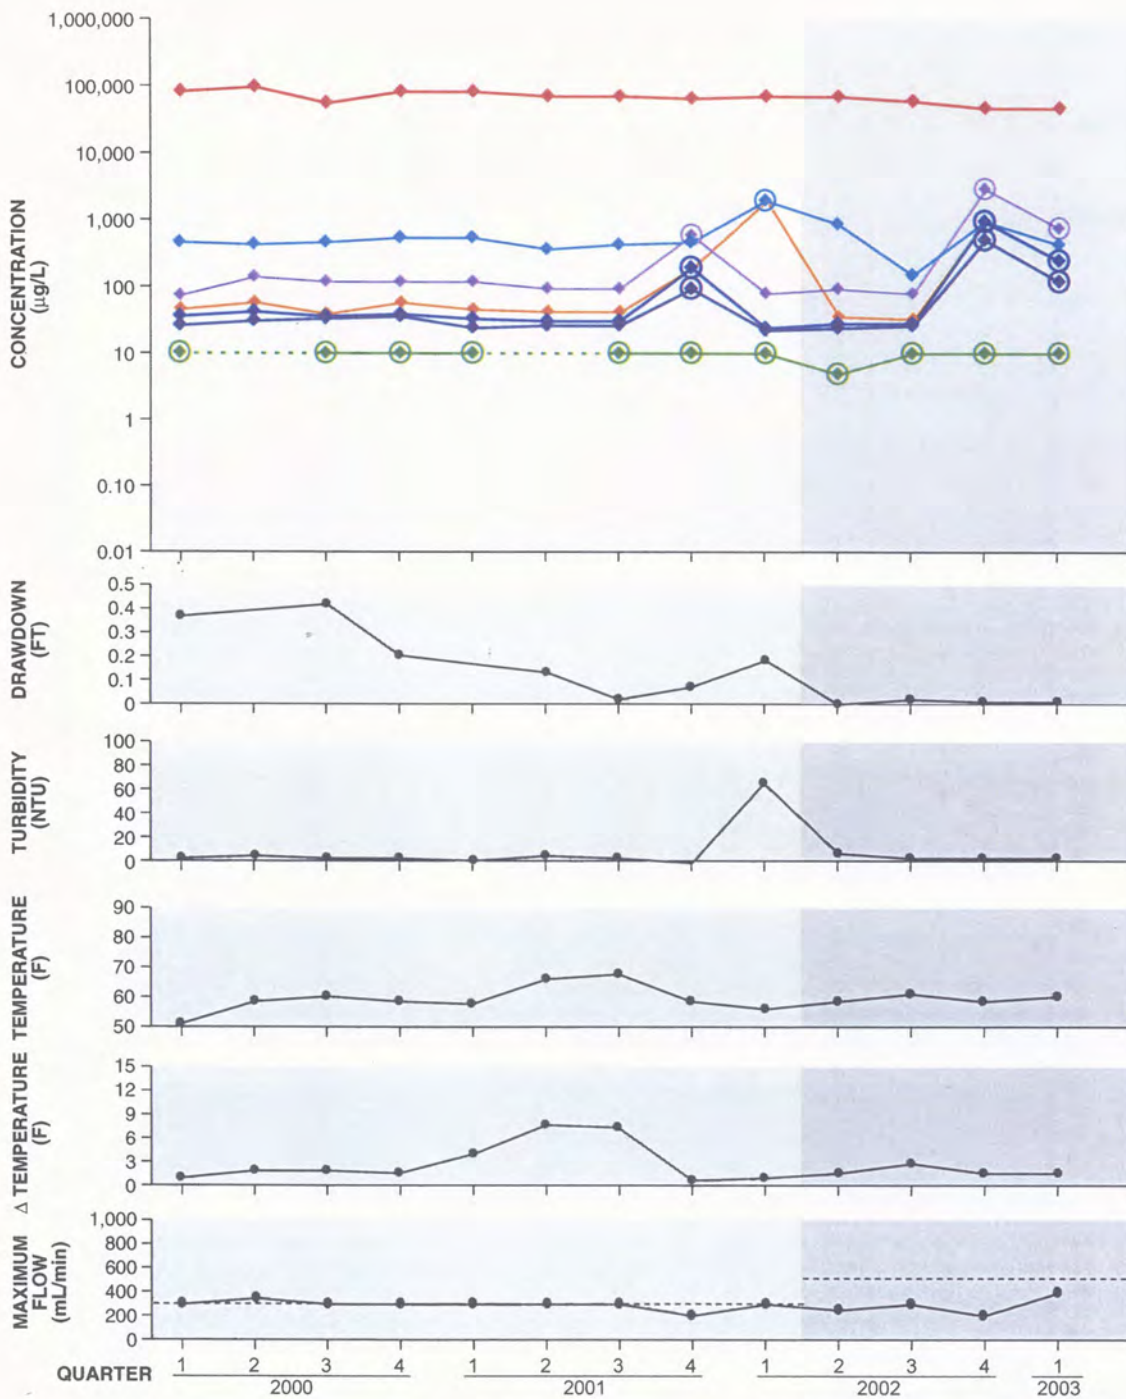 1,000,000
100,000
10,000
1,000
100
10
1
0.10
0.01
CONCENTRATION
(µg/L)
0.5
0.4
0.3
0.2
0.1
0
DRAWDOWN
(FT)
100
80
60
40
20
0
TURBIDITY
(NTU)
90
80
70
60
50
TEMPERATURE
(F)
15
12
9
6
3
0
Δ TEMPERATURE
(F)
1,000
800
600
400
200
0
MAXIMUM
FLOW
(mL/min)
QUARTER 1 2 3 4 1 2 3 4 1 2 3 4 1
2000 2001 2002 2003